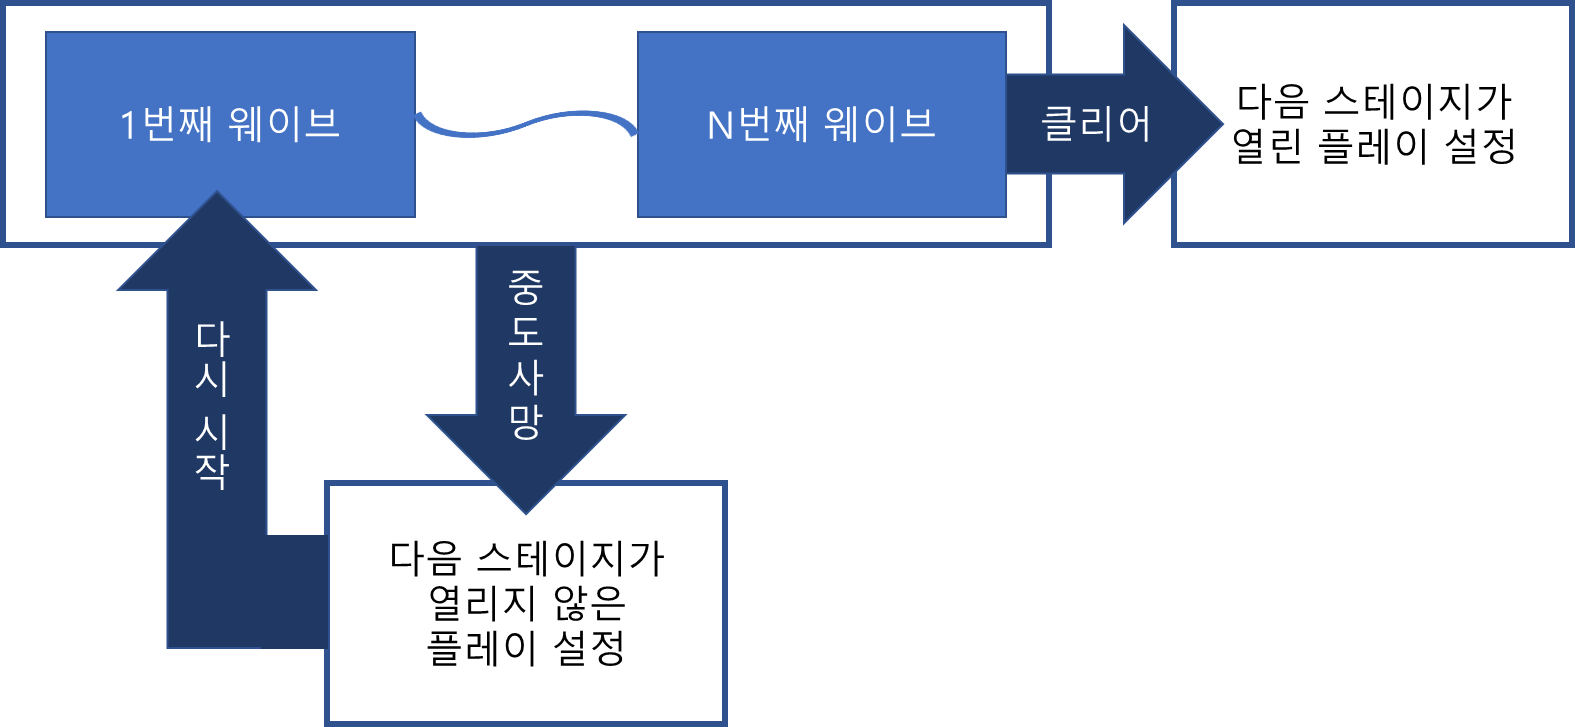 1번째 웨이브
N번째 웨이브
클리어
다음 스테이지가
열린 플레이 설정
중도사망
다시 시작
다음 스테이지가
열리지 않은
플레이 설정